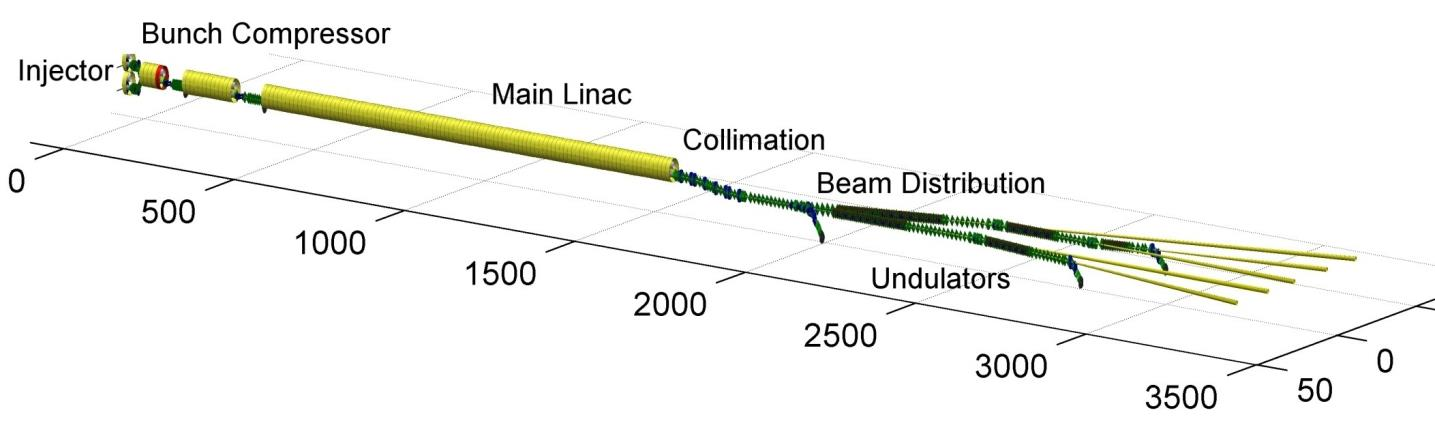 Bunch Compressor
Injector
Main Linac
Collimation
Beam Distribution
Undulators
0
500
1000
1500
2000
2500
3000
3500
50
0